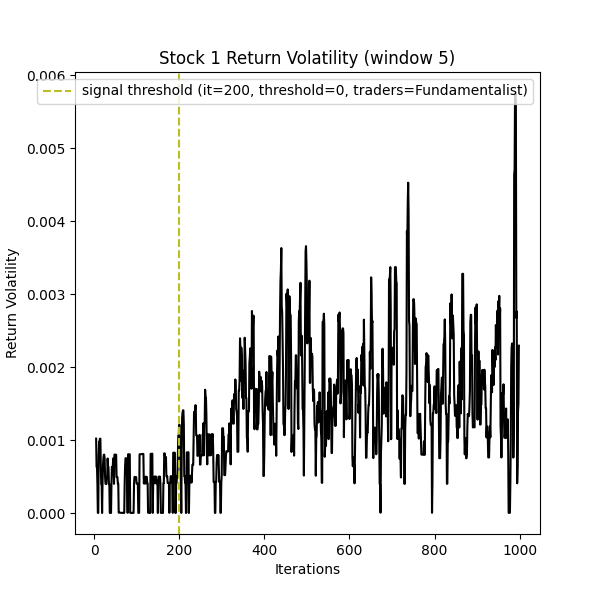 Stock 1 Return Volatility (window 5)
signal threshold (it=200, threshold=0, traders=Fundamentalist)
Return Volatility
0.006
0.005
0.004
0.003
0.002
0.001
0.000
0 200 400 600 800 1000
Iterations